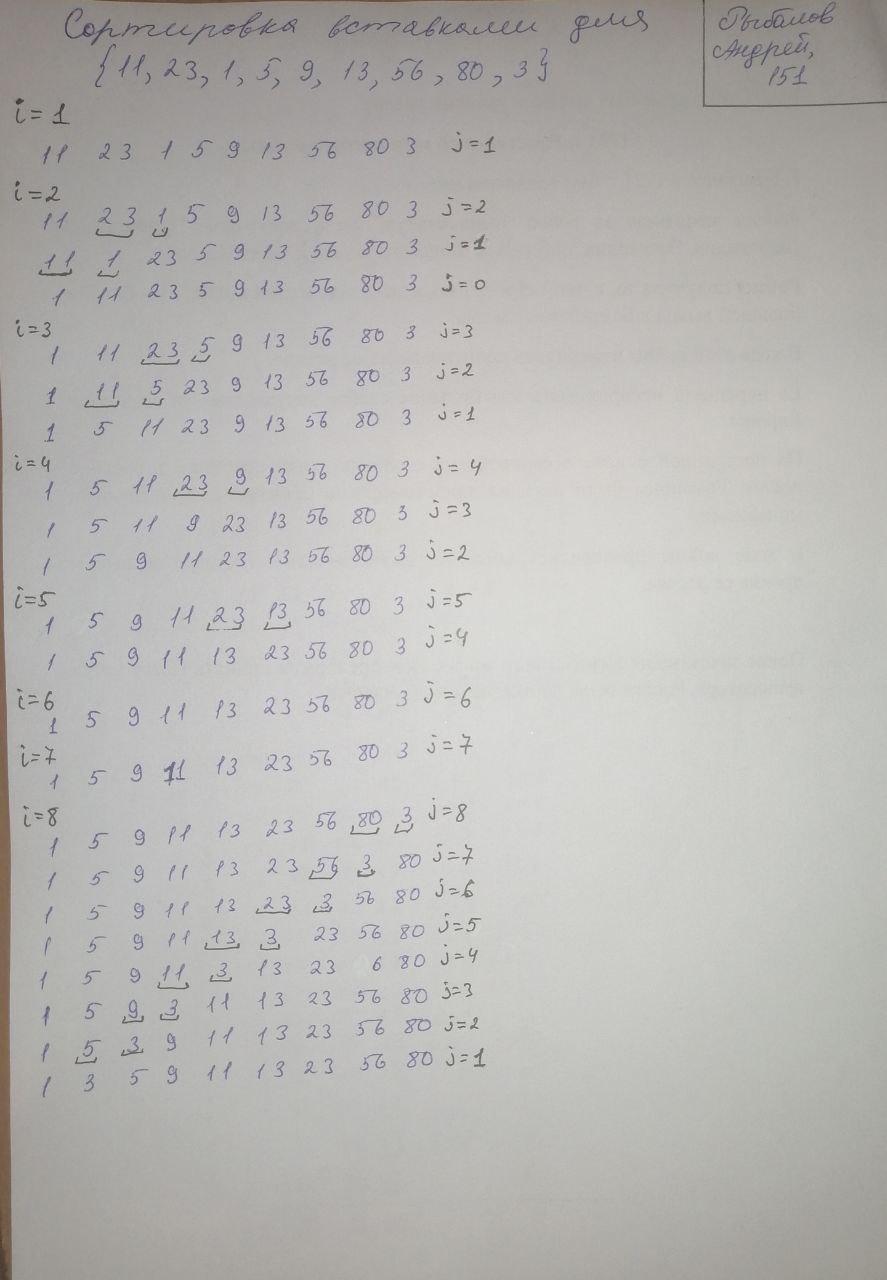 Сортировка вставками для
{11, 23, 1, 5, 9, 13, 56, 80, 3}
Рыбалов
Андрей,
151
i=1
11 23 1 5 9 13 56 80 3 j=1
i=2
11 23 1 5 9 13 56 80 3 j=2
11 1 23 5 9 13 56 80 3 j=1
1 11 23 5 9 13 56 80 3 j=0
i=3
1 11 23 5 9 13 56 80 3 j=3
1 11 5 23 9 13 56 80 3 j=2
1 5 11 23 9 13 56 80 3 j=1
i=4
1 5 11 23 9 13 56 80 3 j=4
1 5 11 9 23 13 56 80 3 j=3
1 5 9 11 23 13 56 80 3 j=2
i=5
1 5 9 11 23 13 56 80 3 j=5
1 5 9 11 13 23 56 80 3 j=4
i=6
1 5 9 11 13 23 56 80 3 j=6
i=7
1 5 9 11 13 23 56 80 3 j=7
i=8
1 5 9 11 13 23 56 80 3 j=8
1 5 9 11 13 23 56 3 80 j=7
1 5 9 11 13 23 3 56 80 j=6
1 5 9 11 13 3 23 56 80 j=5
1 5 9 11 3 13 23 6 80 j=4
1 5 9 3 11 13 23 56 80 j=3
1 5 3 9 11 13 23 56 80 j=2
1 3 5 9 11 13 23 56 80 j=1